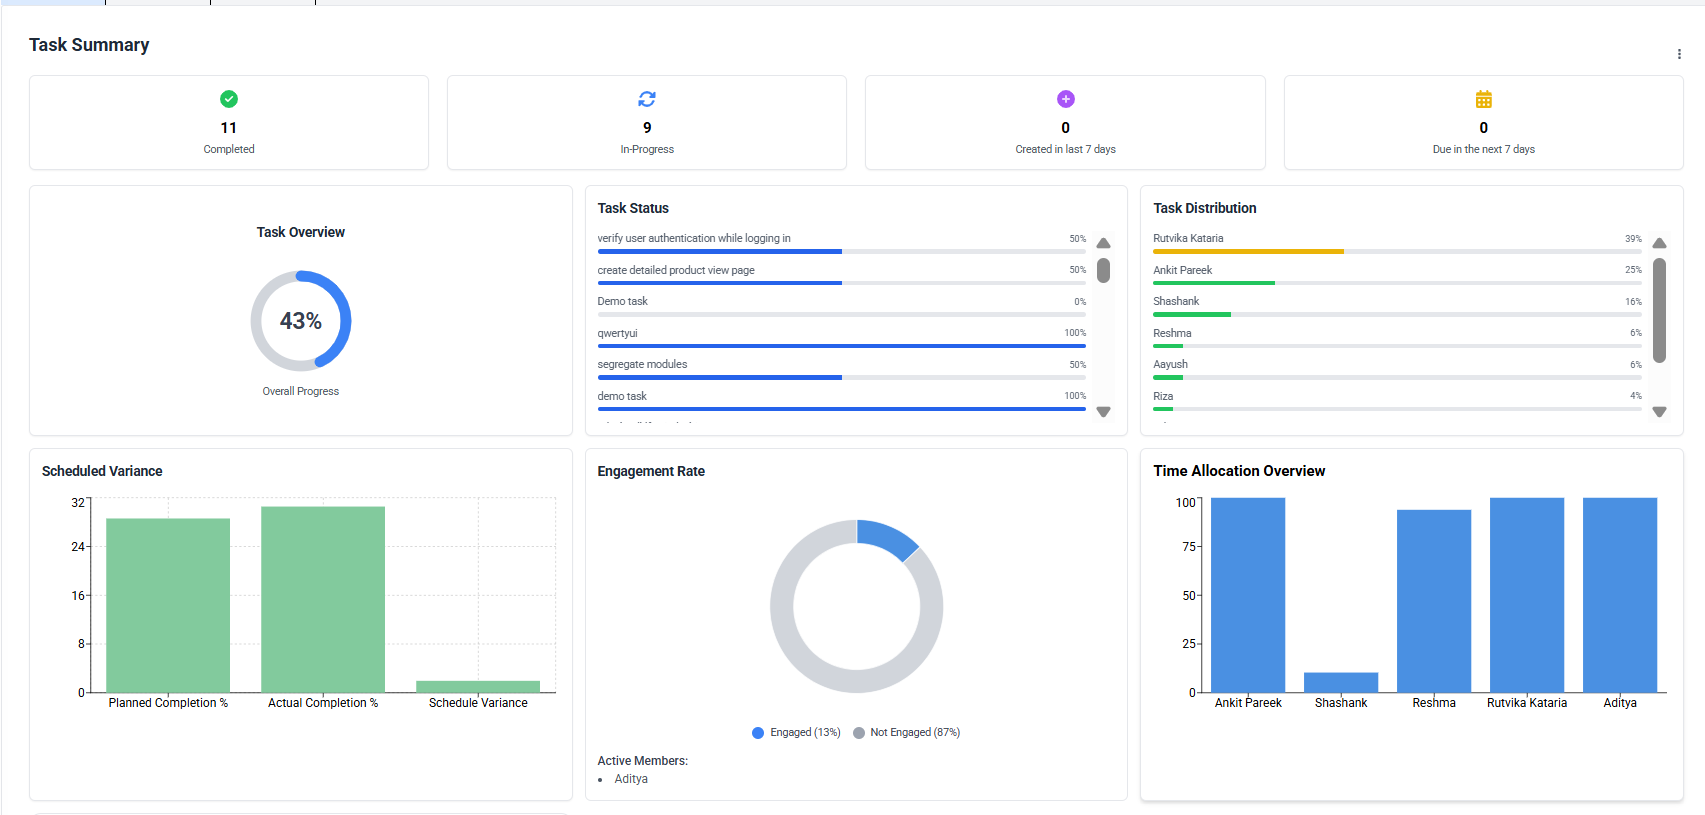 Task Summary
11
Completed
9
In-Progress
0
Created in last 7 days
0
Due in the next 7 days
Task Overview
43%
Overall Progress
Task Status
verify user authentication while logging in 50%
create detailed product view page 50%
Demo task 0%
qwertyui 100%
segregate modules 50%
demo task 100%
Task Distribution
Rutvika Kataria 39%
Ankit Pareek 25%
Shashank 16%
Reshma 6%
Aayush 6%
Riza 4%
Scheduled Variance
32
24
16
8
0
Planned Completion % Actual Completion % Schedule Variance
Engagement Rate
Engaged (13%) Not Engaged (87%)
Active Members:
• Aditya
Time Allocation Overview
100
75
50
25
0
Ankit Pareek Shashank Reshma Rutvika Kataria Aditya